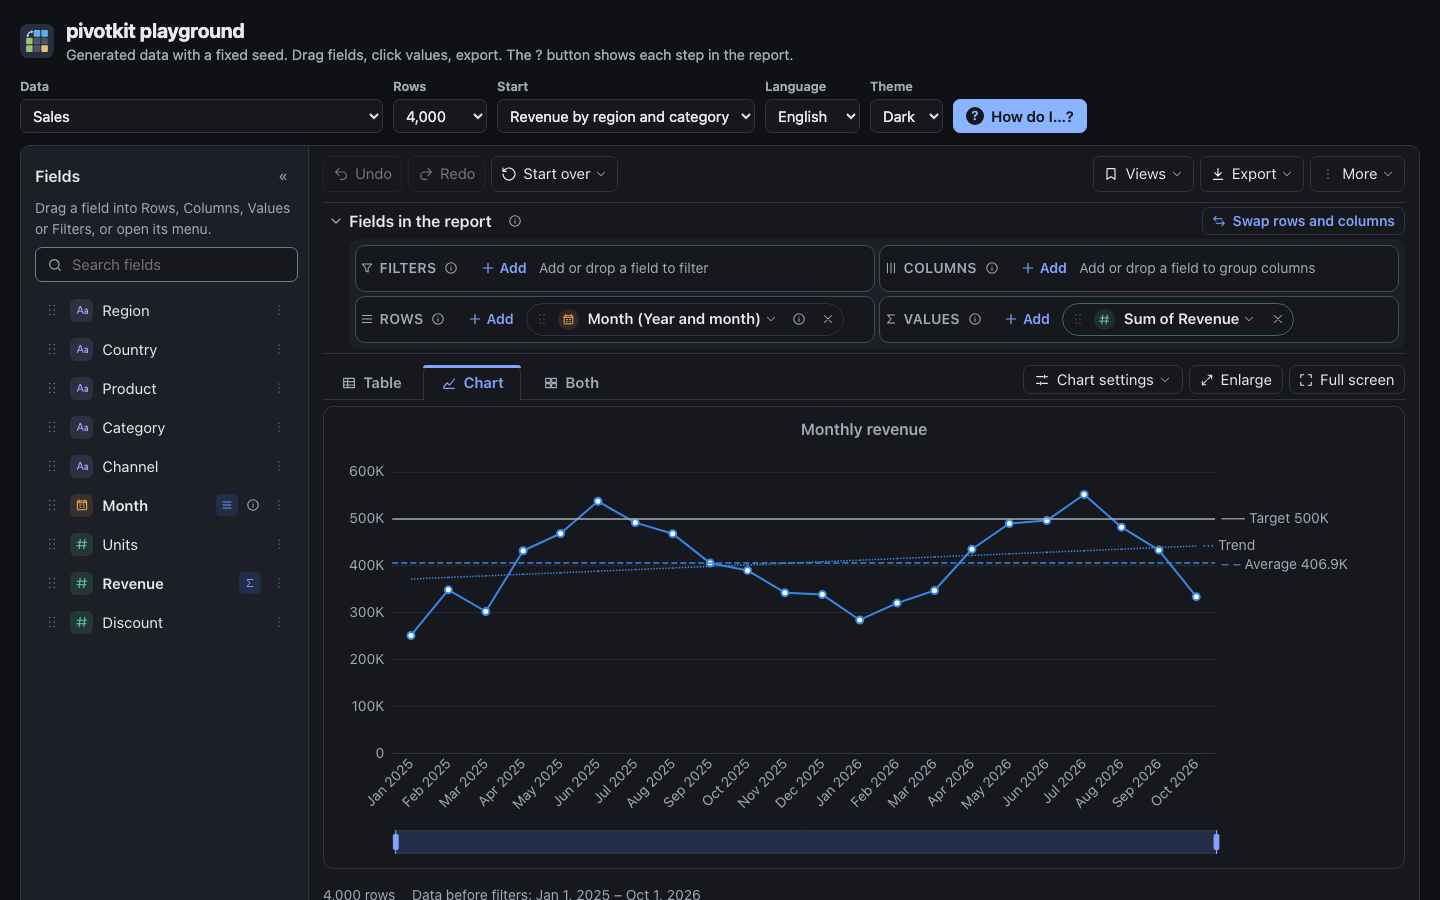 pivotkit playground
Generated data with a fixed seed. Drag fields, click values, export. The ? button shows each step in the report.
Data
Rows
Start
Language
Theme
Sales
4,000
Revenue by region and category
English
Dark
? How do I...?
Fields
«
Drag a field into Rows, Columns, Values
or Filters, or open its menu.
Search fields
Aa Region
Aa Country
Aa Product
Aa Category
Aa Channel
Month
# Units
# Revenue Σ
# Discount
Undo
Redo
Start over
Views
Export
More
Fields in the report
Swap rows and columns
FILTERS
+ Add
Add or drop a field to filter
COLUMNS
+ Add
Add or drop a field to group columns
ROWS
+ Add
Month (Year and month)
Σ VALUES
+ Add
# Sum of Revenue
Table
Chart
Both
Chart settings
Enlarge
Full screen
Monthly revenue
600K
500K
400K
300K
200K
100K
0
Target 500K
Trend
Average 406.9K
Jan 2025
Feb 2025
Mar 2025
Apr 2025
May 2025
Jun 2025
Jul 2025
Aug 2025
Sep 2025
Oct 2025
Nov 2025
Dec 2025
Jan 2026
Feb 2026
Mar 2026
Apr 2026
May 2026
Jun 2026
Jul 2026
Aug 2026
Sep 2026
Oct 2026
4,000 rows
Data before filters: Jan 1, 2025 – Oct 1, 2026